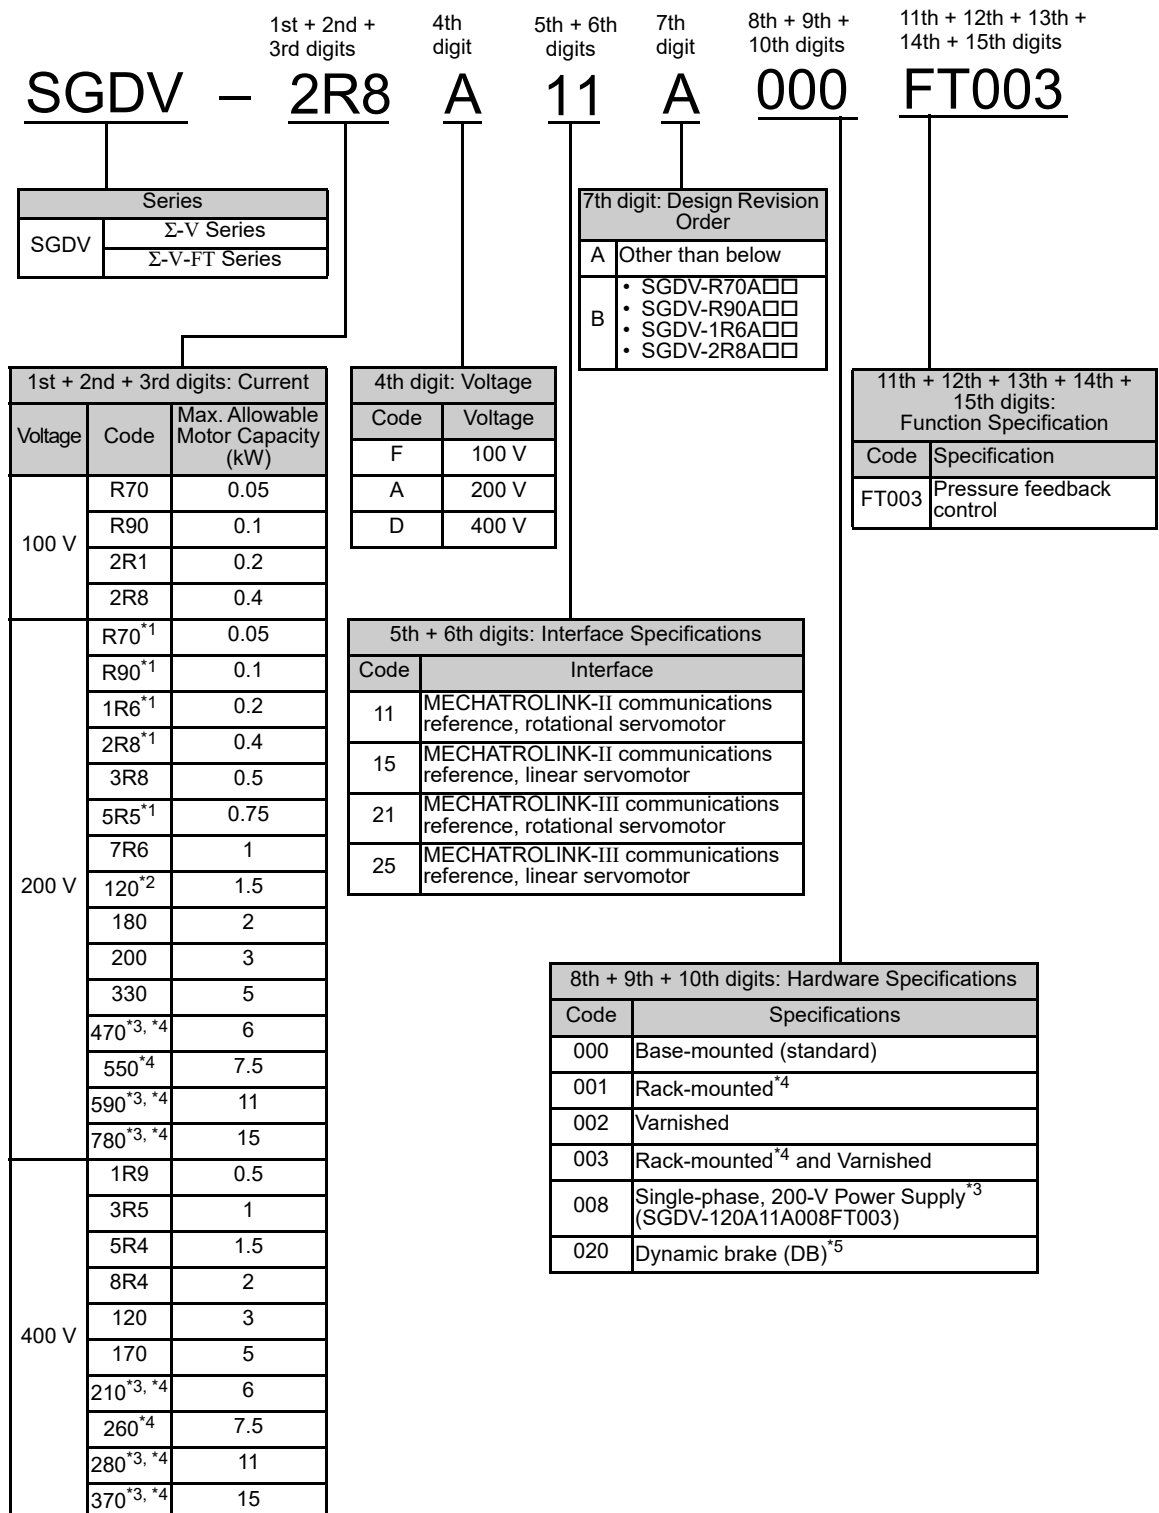 1st + 2nd +
3rd digits
4th
digit
5th + 6th
digits
7th
digit
8th + 9th +
10th digits
11th + 12th + 13th +
14th + 15th digits
SGDV – 2R8 A 11 A 000 FT003
Series
SGDV
Σ-V Series
Σ-V-FT Series
7th digit: Design Revision
Order
A Other than below
B
• SGDV-R70A□□
• SGDV-R90A□□
• SGDV-1R6A□□
• SGDV-2R8A□□
1st + 2nd + 3rd digits: Current
Voltage Code Max. Allowable
Motor Capacity
(kW)
100 V
R70 0.05
R90 0.1
2R1 0.2
2R8 0.4
200 V
R70*1 0.05
R90*1 0.1
1R6*1 0.2
2R8*1 0.4
3R8 0.5
5R5*1 0.75
7R6 1
120*2 1.5
180 2
200 3
330 5
470*3, *4 6
550*4 7.5
590*3, *4 11
780*3, *4 15
400 V
1R9 0.5
3R5 1
5R4 1.5
8R4 2
120 3
170 5
210*3, *4 6
260*4 7.5
280*3, *4 11
370*3, *4 15
4th digit: Voltage
Code Voltage
F 100 V
A 200 V
D 400 V
11th + 12th + 13th + 14th +
15th digits:
Function Specification
Code Specification
FT003 Pressure feedback
control
5th + 6th digits: Interface Specifications
Code Interface
11 MECHATROLINK-II communications
reference, rotational servomotor
15 MECHATROLINK-II communications
reference, linear servomotor
21 MECHATROLINK-III communications
reference, rotational servomotor
25 MECHATROLINK-III communications
reference, linear servomotor
8th + 9th + 10th digits: Hardware Specifications
Code Specifications
000 Base-mounted (standard)
001 Rack-mounted*4
002 Varnished
003 Rack-mounted*4 and Varnished
008 Single-phase, 200-V Power Supply*3
(SGDV-120A11A008FT003)
020 Dynamic brake (DB)*5